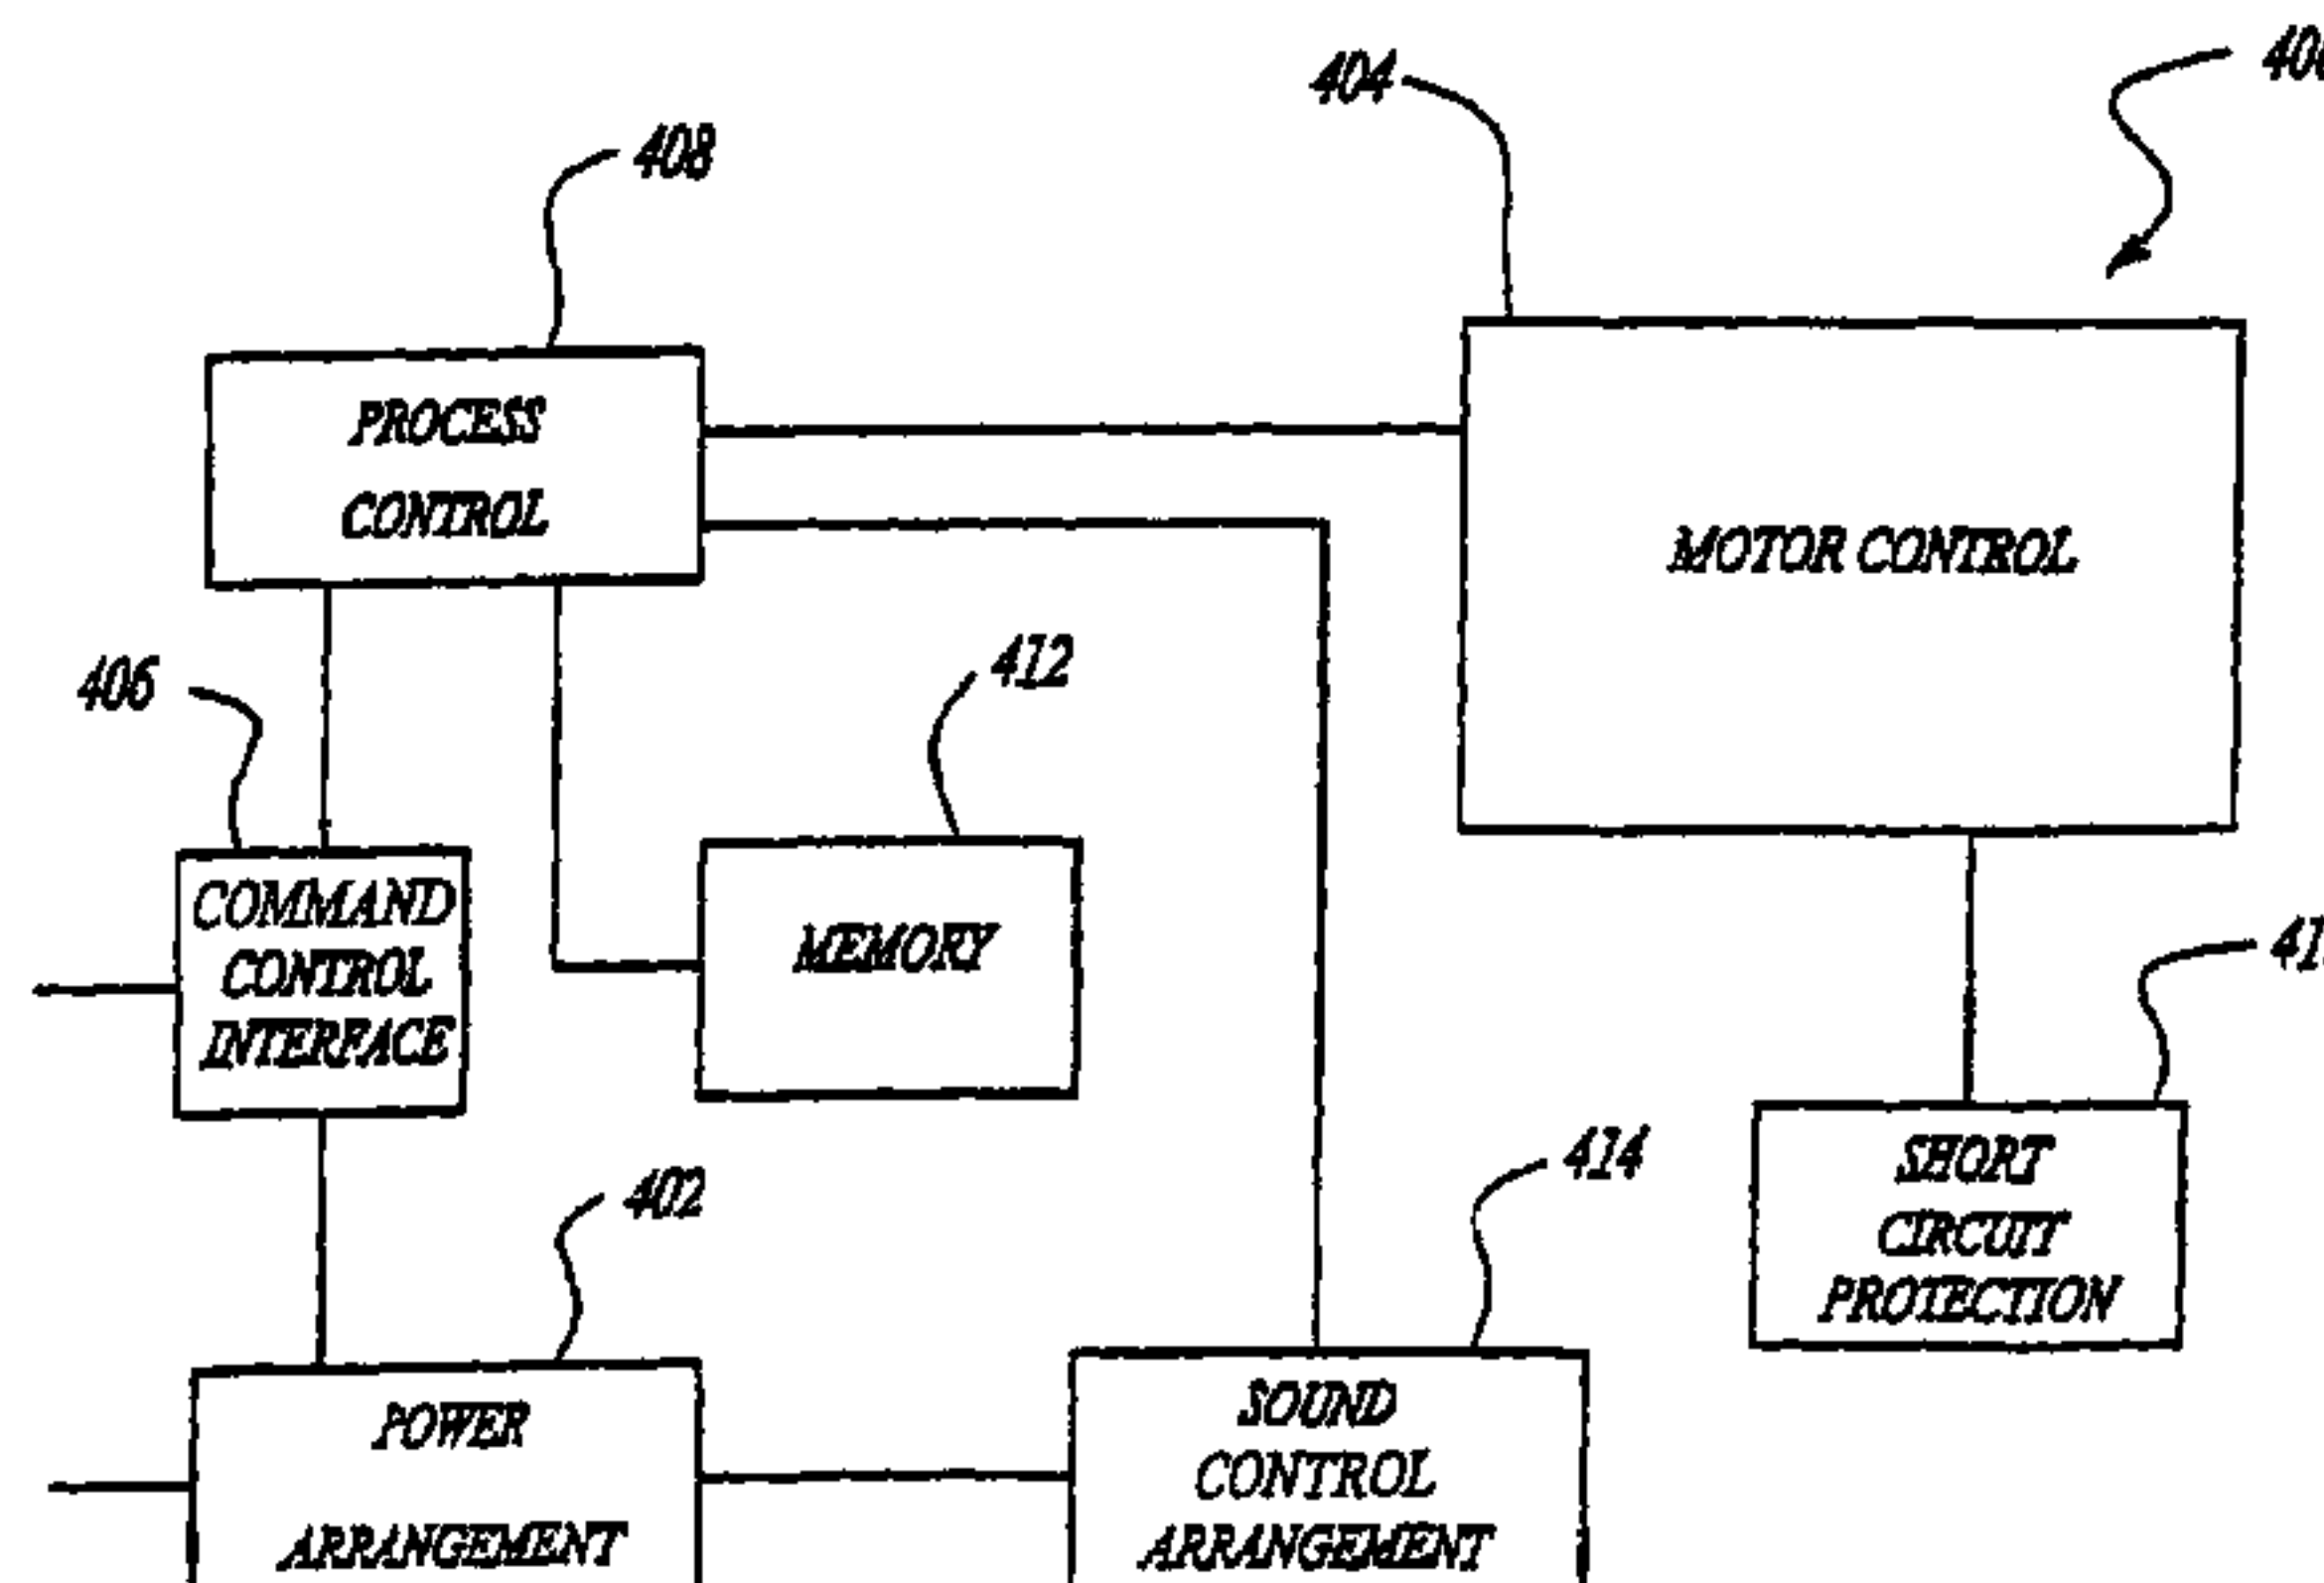 404
408
PROCESS
CONTROL
MOTOR CONTROL
406
412
COMMAND
CONTROL
INTERFACE
MEMORY
402
414
SHORT
CIRCUIT
PROTECTION
POWER
ARRANGEMENT
SOUND
CONTROL
ARRANGEMENT